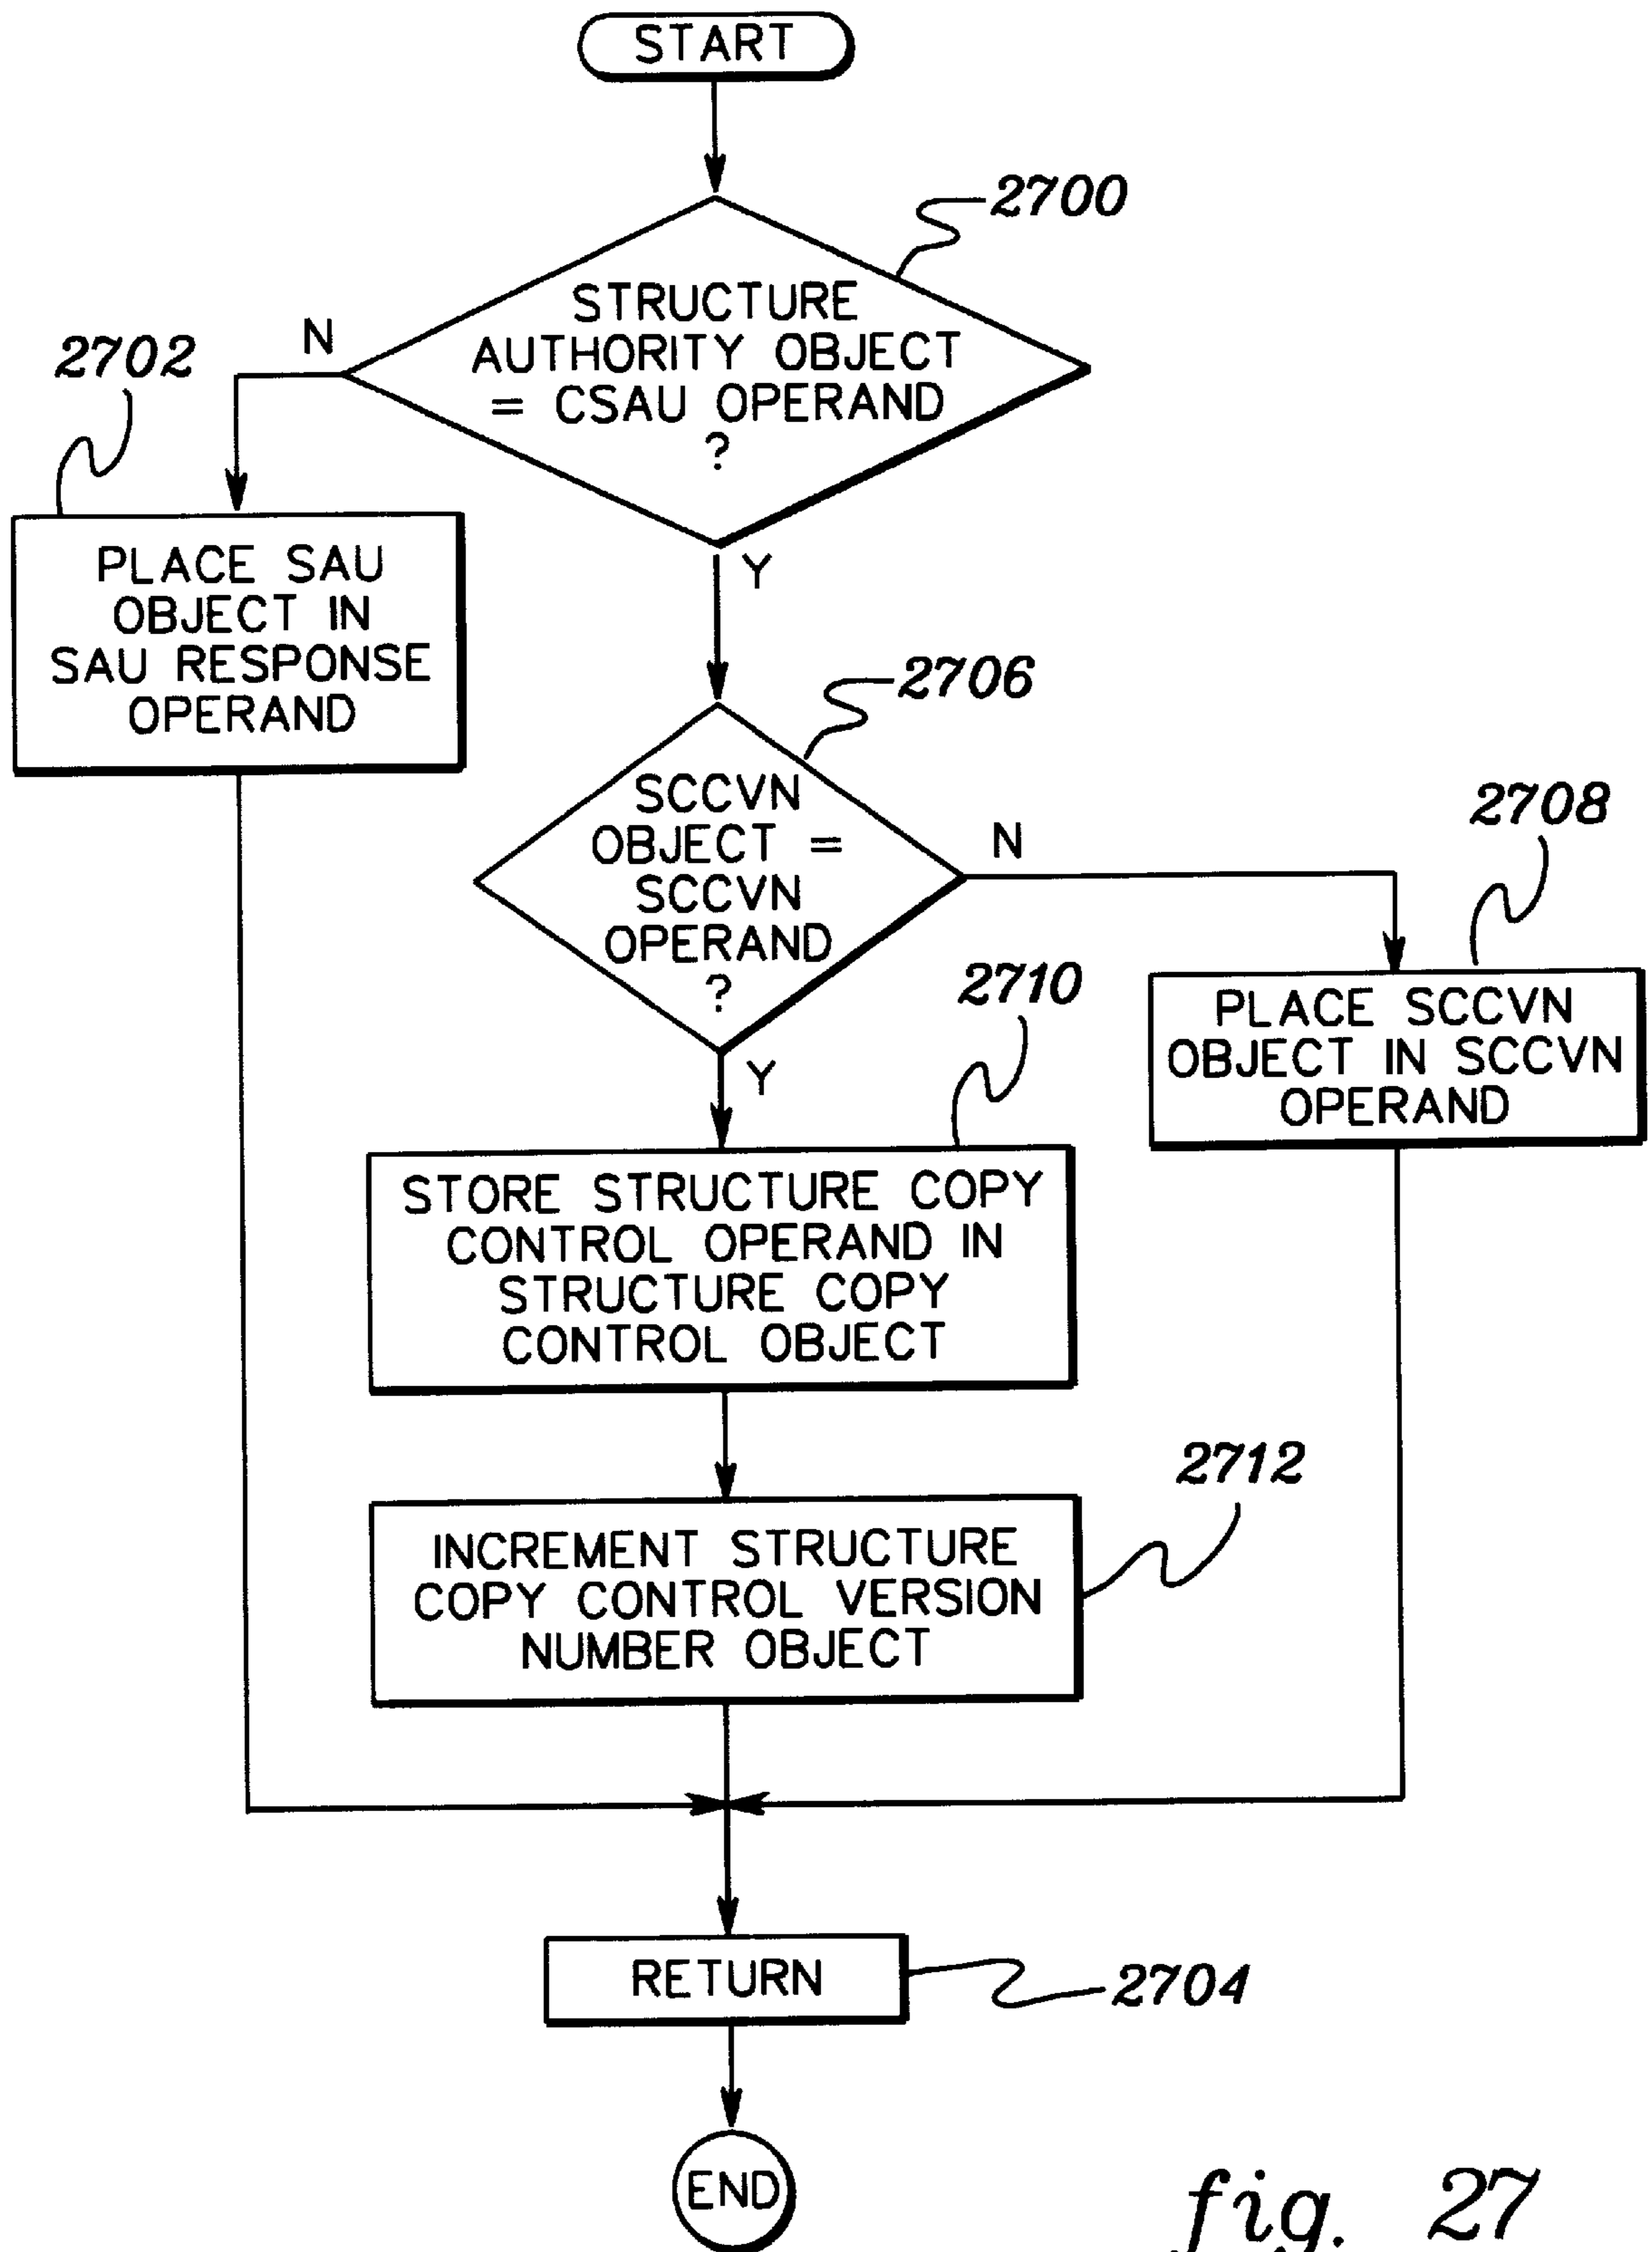 START
2700
STRUCTURE
AUTHORITY OBJECT
= CSAU OPERAND
?
N
2702
PLACE SAU
OBJECT IN
SAU RESPONSE
OPERAND
Y
2706
SCCVN
OBJECT =
SCCVN
OPERAND
?
N
2708
PLACE SCCVN
OBJECT IN SCCVN
OPERAND
Y
2710
STORE STRUCTURE COPY
CONTROL OPERAND IN
STRUCTURE COPY
CONTROL OBJECT
2712
INCREMENT STRUCTURE
COPY CONTROL VERSION
NUMBER OBJECT
RETURN
2704
END
fig. 27